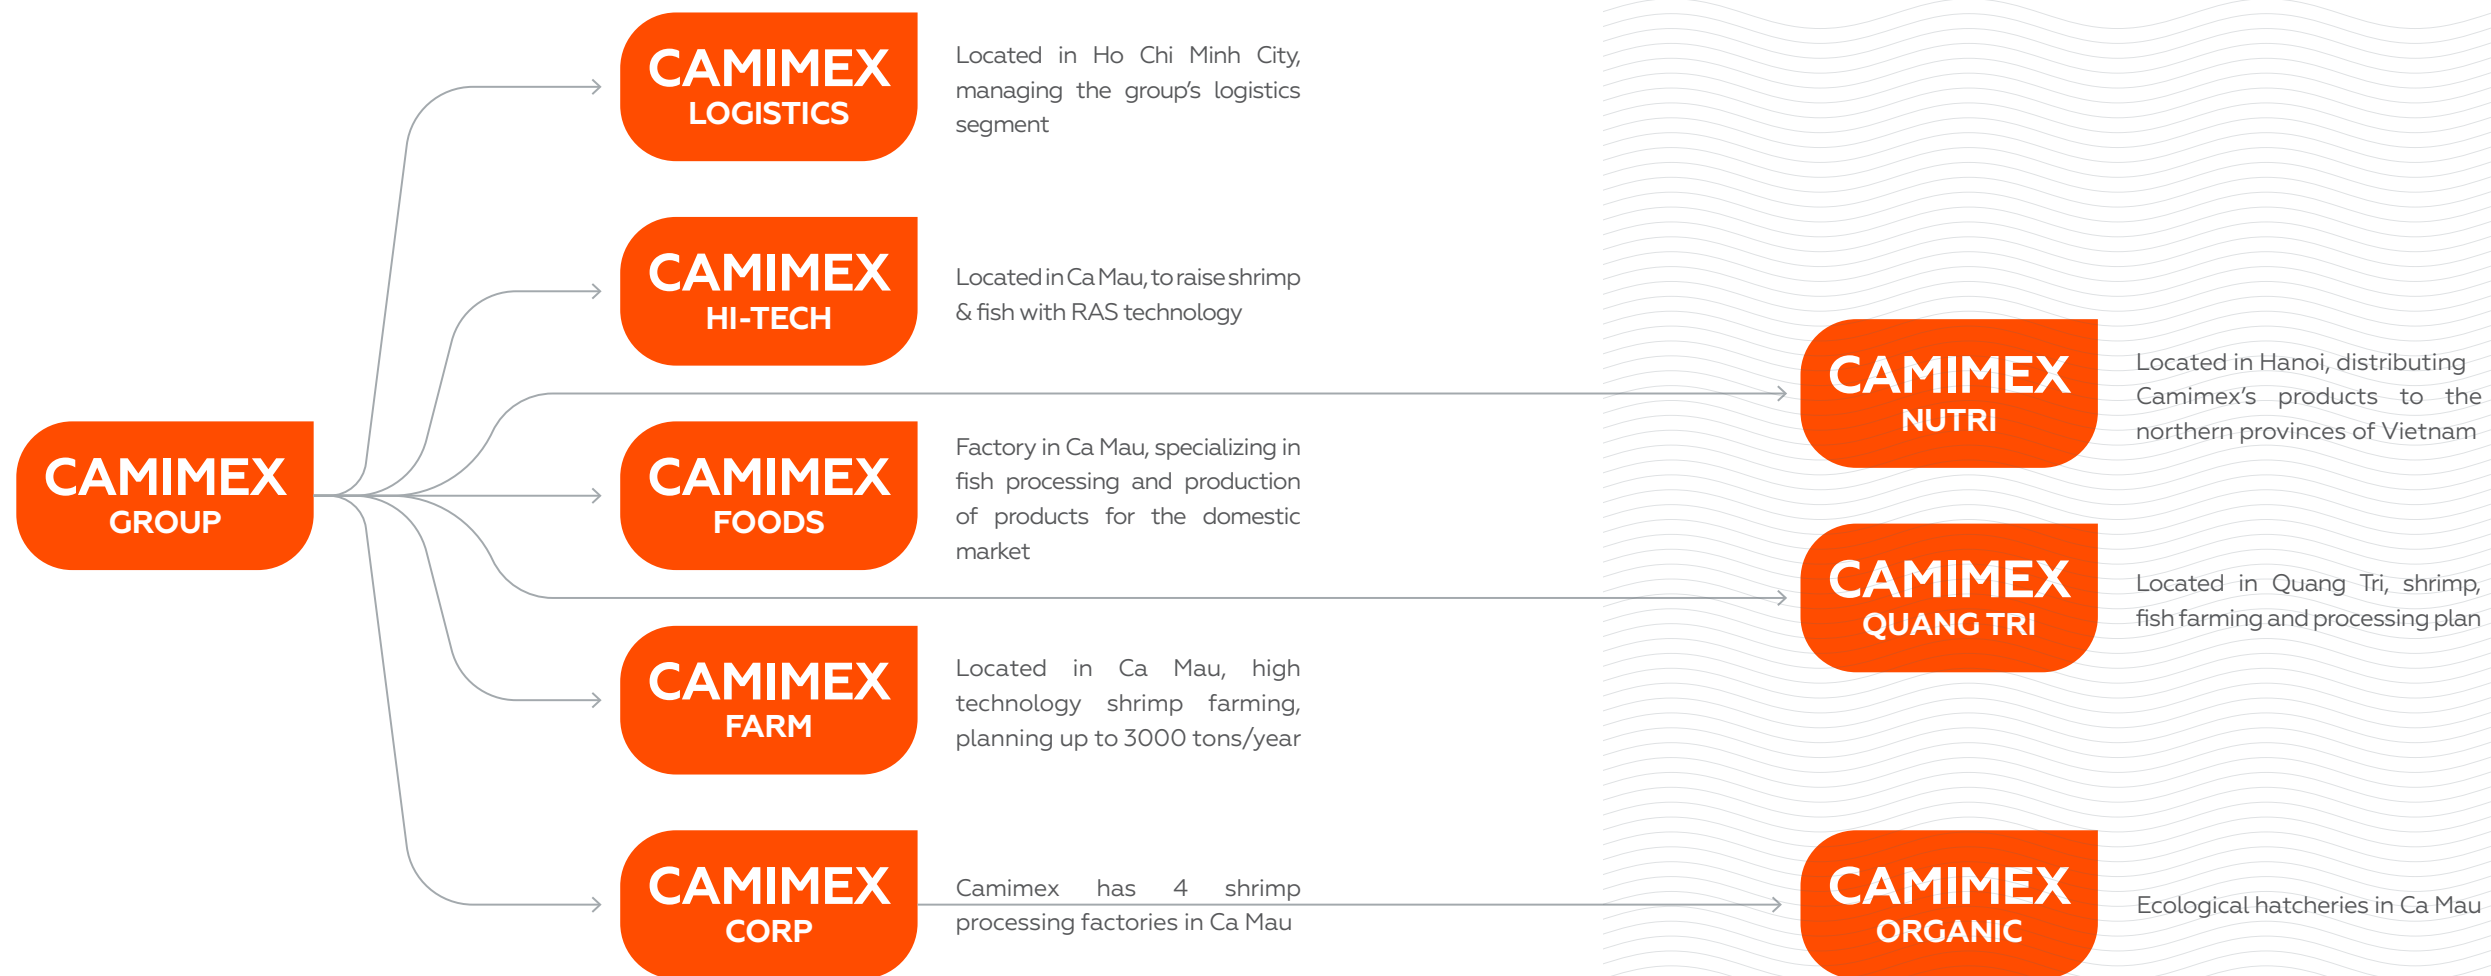 CAMIMEX
GROUP
CAMIMEX
LOGISTICS
Located in Ho Chi Minh City,
managing the group's logistics
segment
CAMIMEX
HI-TECH
Located in Ca Mau, to raise shrimp
& fish with RAS technology
CAMIMEX
FOODS
Factory in Ca Mau, specializing in
fish processing and production
of products for the domestic
market
CAMIMEX
FARM
Located in Ca Mau, high
technology shrimp farming,
planning up to 3000 tons/year
CAMIMEX
CORP
Camimex has 4 shrimp
processing factories in Ca Mau
CAMIMEX
NUTRI
Located in Hanoi, distributing
Camimex's products to the
northern provinces of Vietnam
CAMIMEX
QUANG TRI
Located in Quang Tri, shrimp,
fish farming and processing plan
CAMIMEX
ORGANIC
Ecological hatcheries in Ca Mau